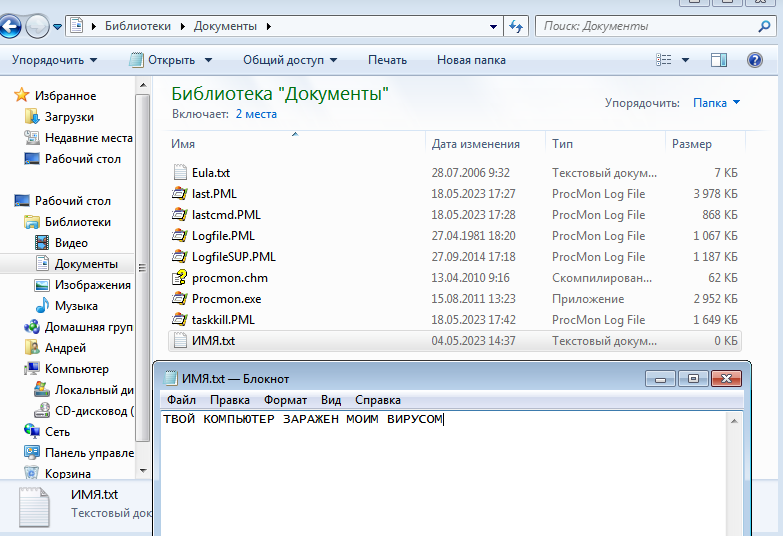 Библиотеки Документы
Поиск: Документы
Упорядочить Открыть Общий доступ Печать Новая папка
Избранное
Загрузки
Недавние места
Рабочий стол
Рабочий стол
Библиотеки
Видео
Документы
Изображения
Музыка
Домашняя груп
Андрей
Компьютер
Локальный ди
CD-дисковод (
Сеть
Панель управле
Корзина
Библиотека "Документы"
Включает: 2 места
Упорядочить: Папка
Имя Дата изменения Тип Размер
Eula.txt 28.07.2006 9:32 Текстовый докум... 7 КБ
last.PML 18.05.2023 17:27 ProcMon Log File 3 978 КБ
lastcmd.PML 18.05.2023 17:28 ProcMon Log File 868 КБ
Logfile.PML 27.04.1981 18:20 ProcMon Log File 1 067 КБ
LogfileSUP.PML 27.09.2014 17:18 ProcMon Log File 1 187 КБ
procmon.chm 13.04.2010 9:16 Скомпилирован... 62 КБ
Procmon.exe 15.08.2011 13:23 Приложение 2 952 КБ
taskkill.PML 18.05.2023 17:42 ProcMon Log File 1 649 КБ
ИМЯ.txt 04.05.2023 14:37 Текстовый докум... 0 КБ
ИМЯ.txt — Блокнот
Файл Правка Формат Вид Справка
ТВОЙ КОМПЬЮТЕР ЗАРАЖЕН МОИМ ВИРУСОМ
ИМЯ.txt
Текстовый док